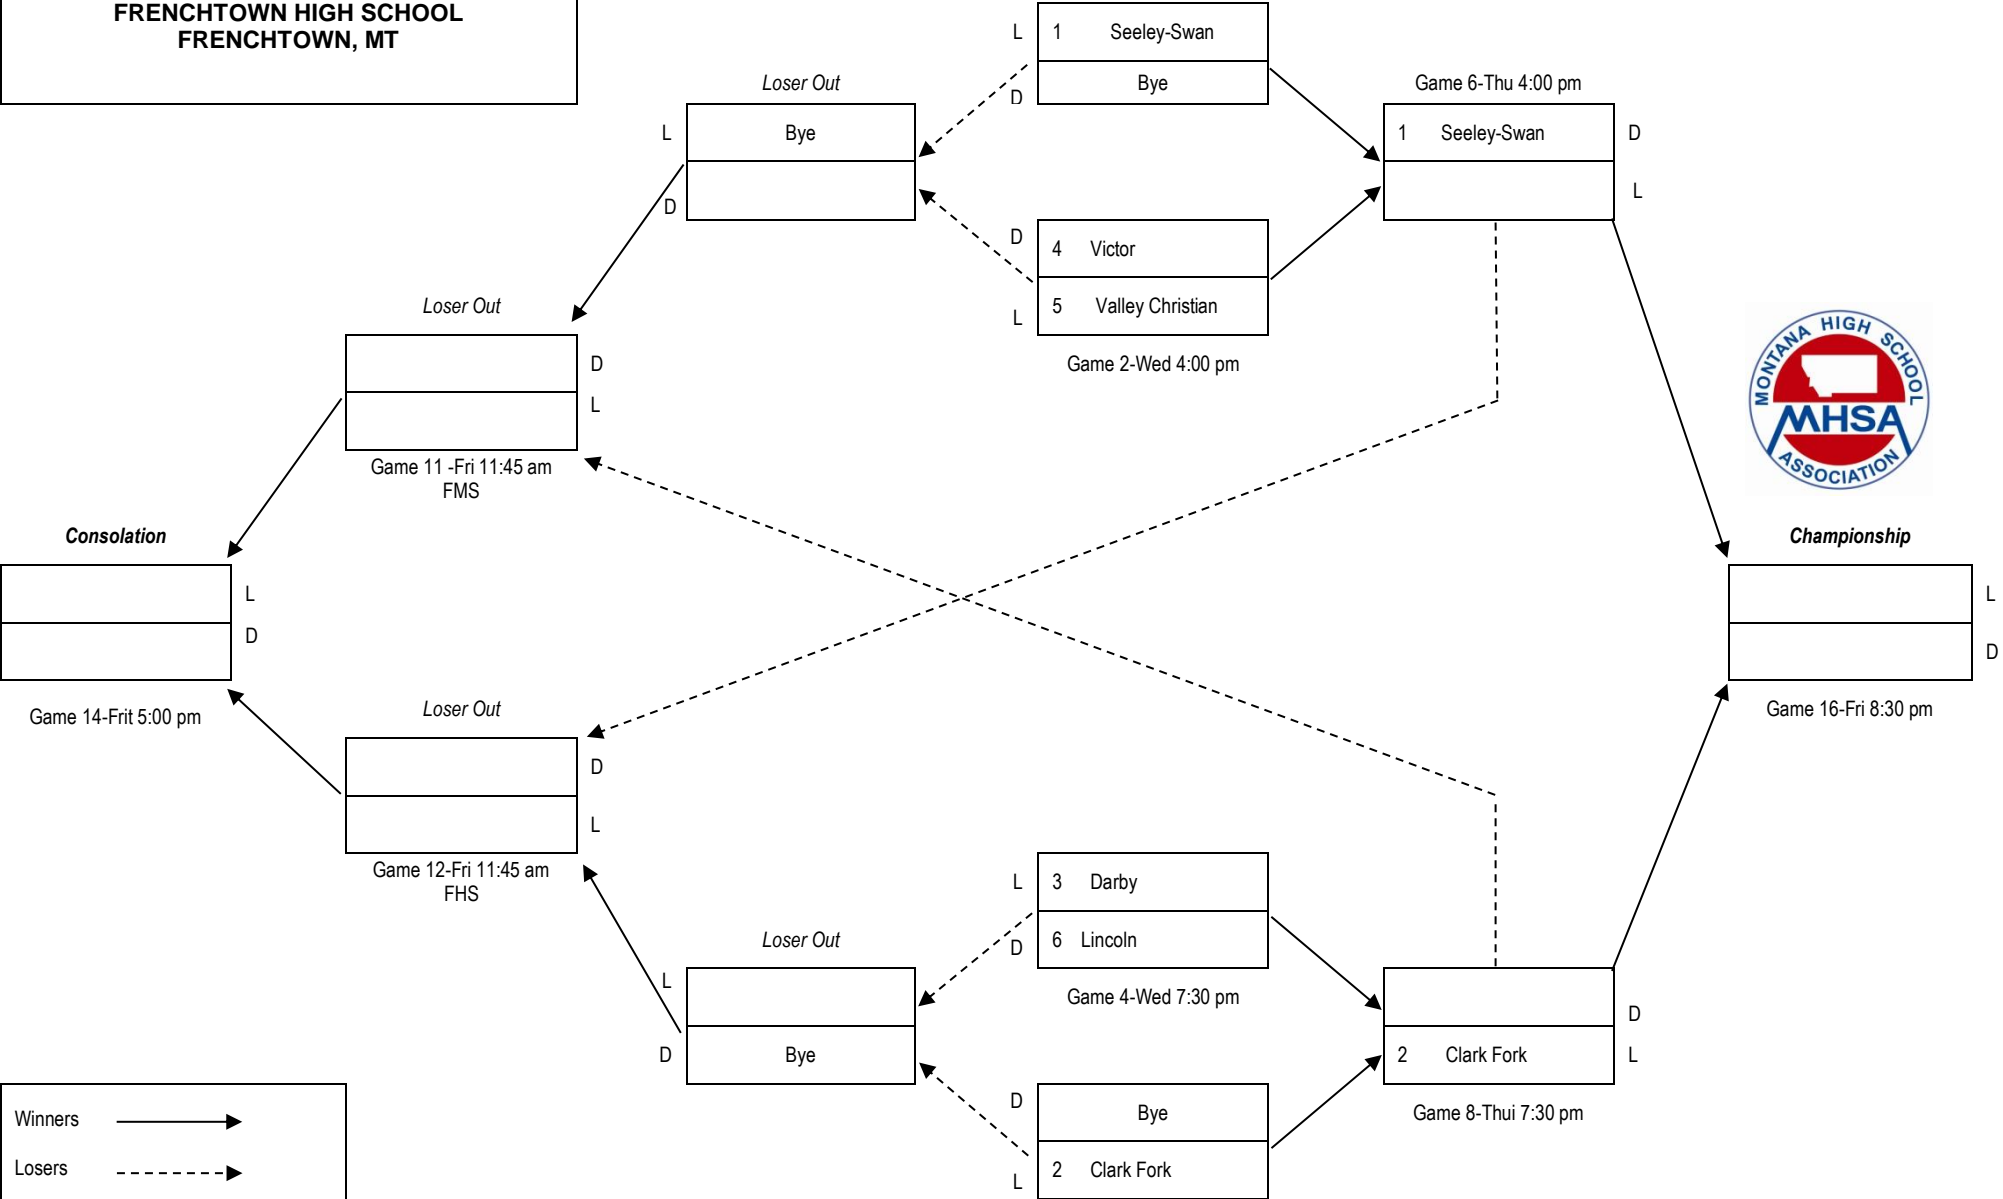 FRENCHTOWN HIGH SCHOOL
FRENCHTOWN, MT
L
1 Seeley-Swan
D
Bye
Loser Out
L
Bye
D
Game 6-Thu 4:00 pm
1 Seeley-Swan
D
L
D
4 Victor
L
5 Valley Christian
Game 2-Wed 4:00 pm
Loser Out
D
L
Game 11 -Fri 11:45 am
FMS
MONTANA HIGH SCHOOL
MHSA
ASSOCIATION
Consolation
L
D
Game 14-Frit 5:00 pm
Championship
L
D
Game 16-Fri 8:30 pm
Loser Out
D
L
Game 12-Fri 11:45 am
FHS
L
3 Darby
D
6 Lincoln
Game 4-Wed 7:30 pm
Loser Out
L
D
Bye
D
2 Clark Fork
L
Game 8-Thui 7:30 pm
D
Bye
L
2 Clark Fork
Winners
Losers